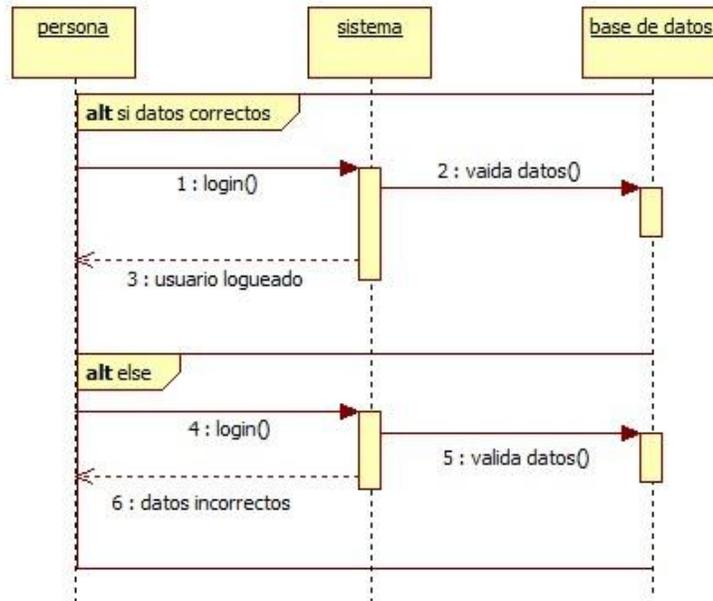 persona
sistema
base de datos
alt si datos correctos
1 : login()
2 : vaida datos()
3 : usuario logueado
alt else
4 : login()
5 : valida datos()
6 : datos incorrectos